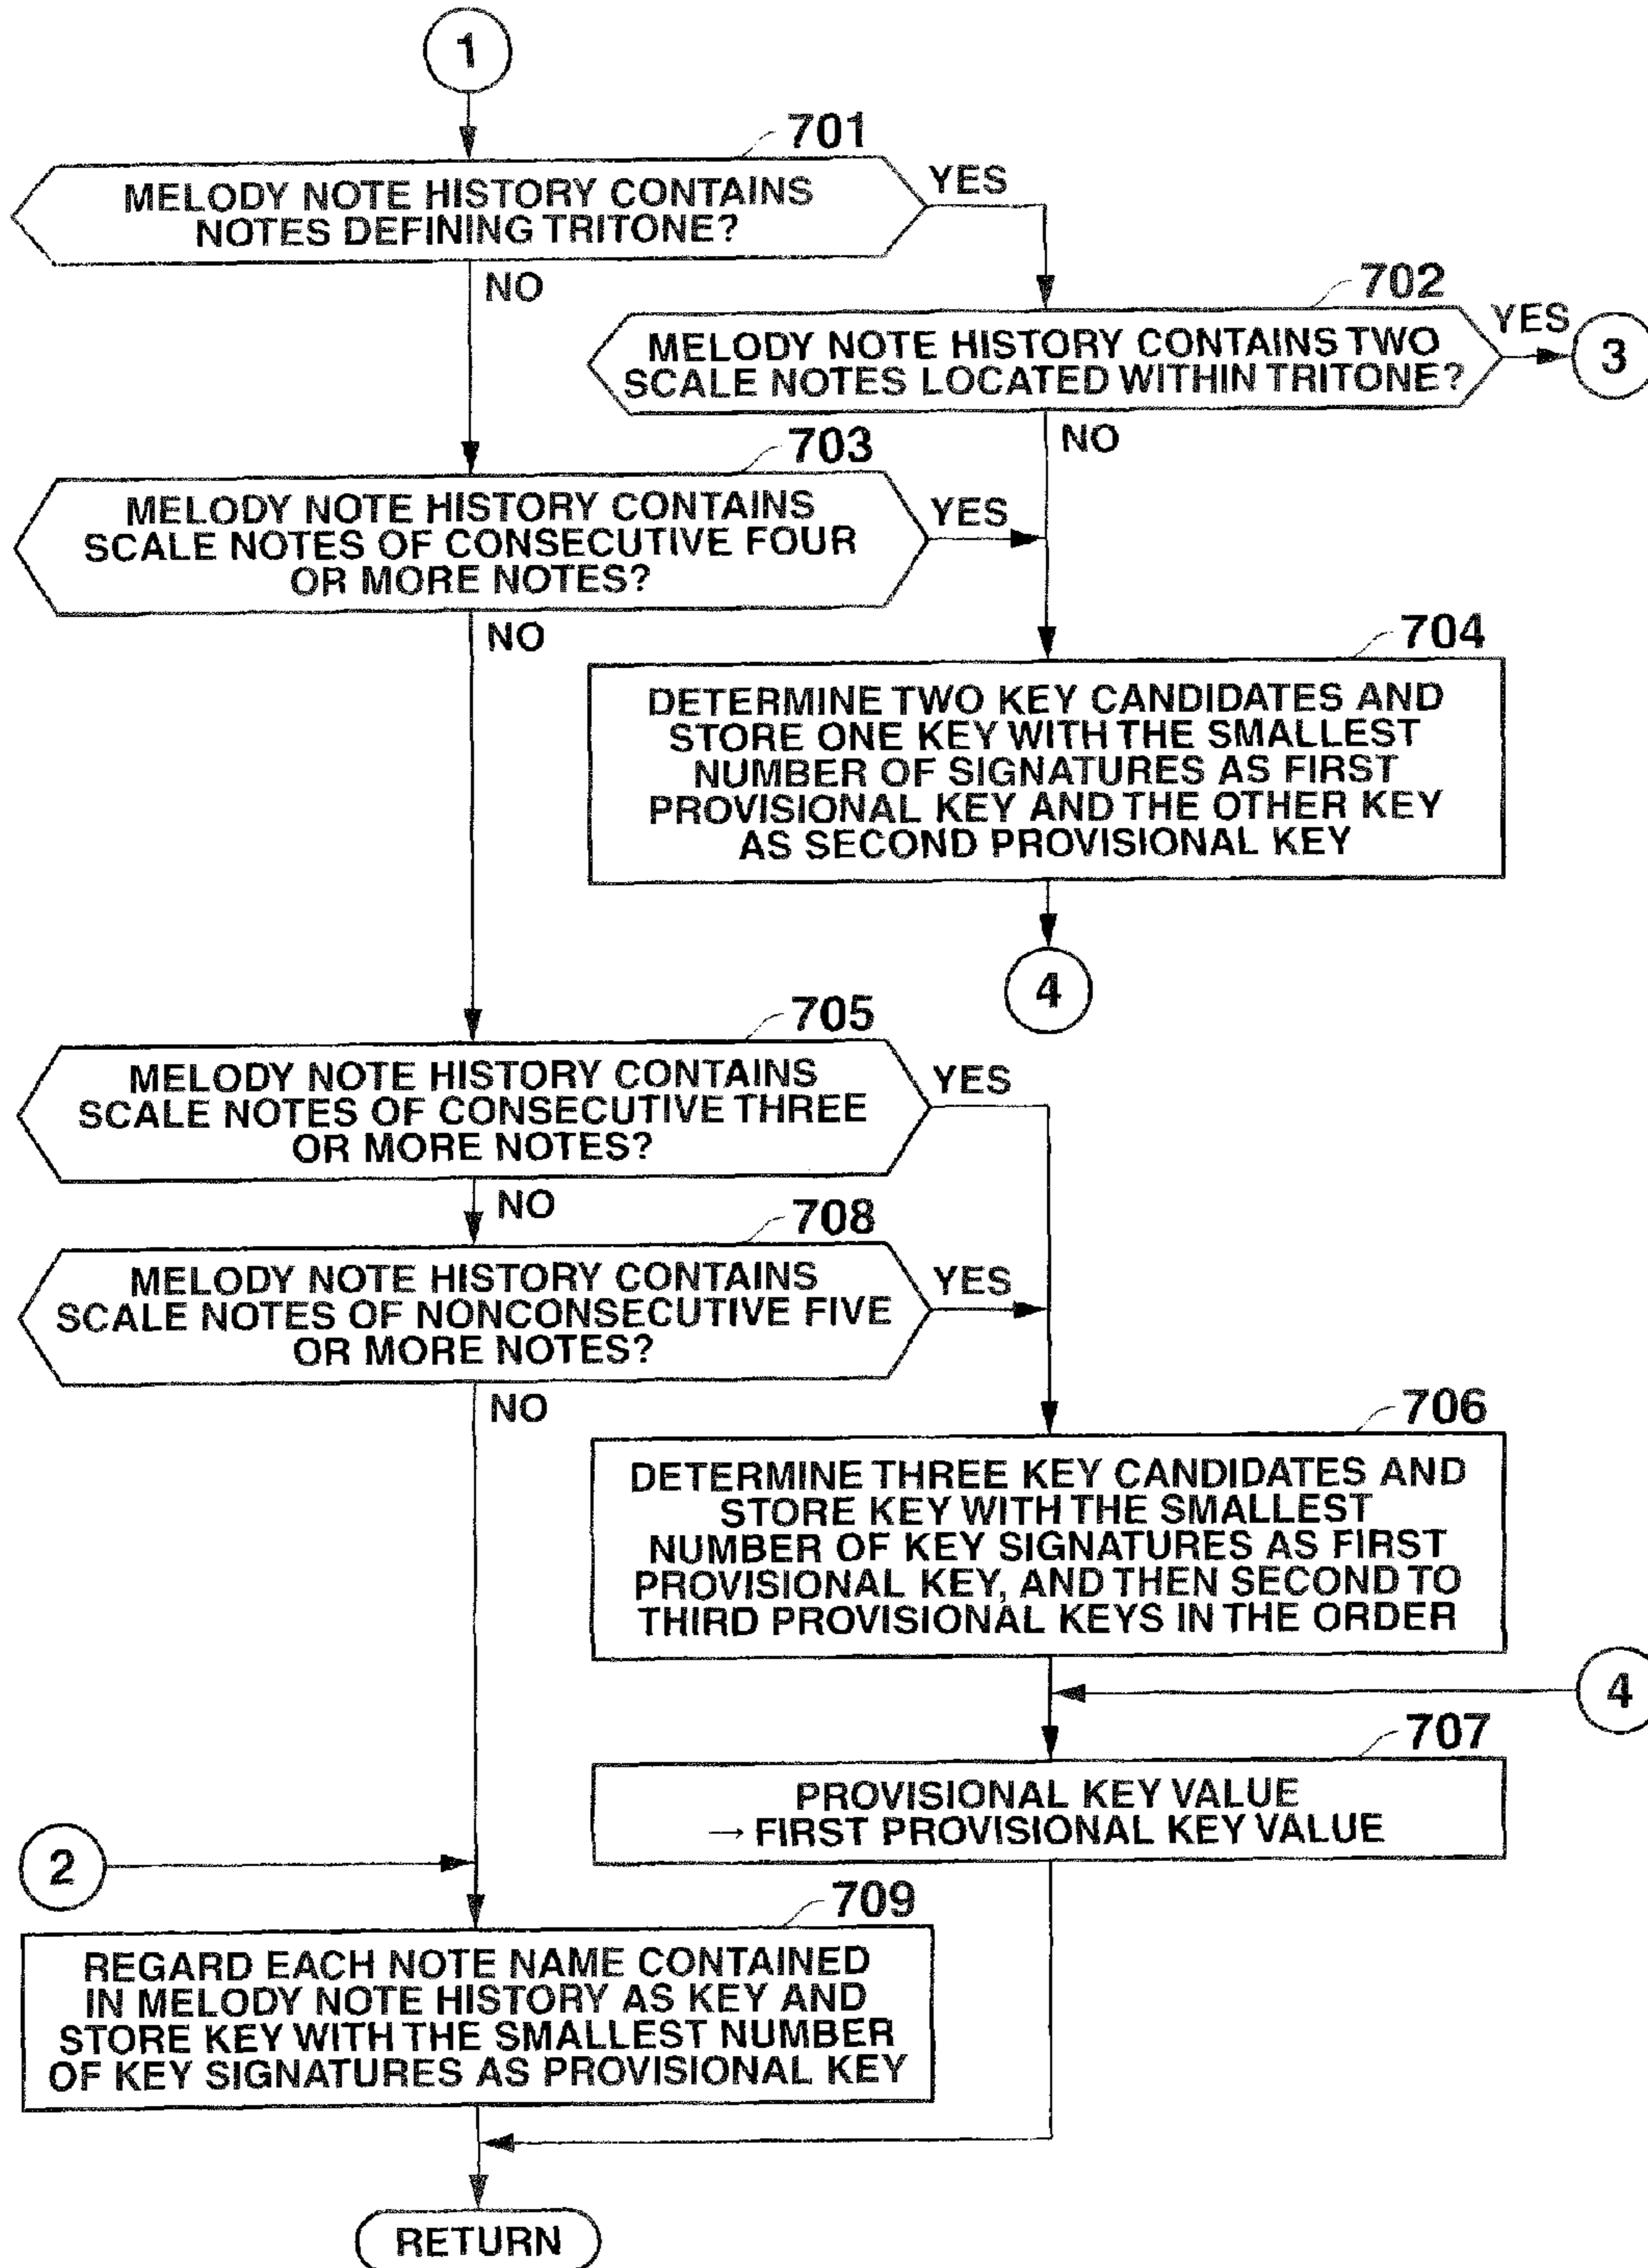 1
701
MELODY NOTE HISTORY CONTAINS
NOTES DEFINING TRITONE?
YES
NO
702
MELODY NOTE HISTORY CONTAINS TWO
SCALE NOTES LOCATED WITHIN TRITONE?
YES
3
NO
703
MELODY NOTE HISTORY CONTAINS
SCALE NOTES OF CONSECUTIVE FOUR
OR MORE NOTES?
YES
NO
704
DETERMINE TWO KEY CANDIDATES AND
STORE ONE KEY WITH THE SMALLEST
NUMBER OF SIGNATURES AS FIRST
PROVISIONAL KEY AND THE OTHER KEY
AS SECOND PROVISIONAL KEY
4
705
MELODY NOTE HISTORY CONTAINS
SCALE NOTES OF CONSECUTIVE THREE
OR MORE NOTES?
YES
NO
708
MELODY NOTE HISTORY CONTAINS
SCALE NOTES OF NONCONSECUTIVE FIVE
OR MORE NOTES?
YES
NO
706
DETERMINE THREE KEY CANDIDATES AND
STORE KEY WITH THE SMALLEST
NUMBER OF KEY SIGNATURES AS FIRST
PROVISIONAL KEY, AND THEN SECOND TO
THIRD PROVISIONAL KEYS IN THE ORDER
4
707
PROVISIONAL KEY VALUE
→ FIRST PROVISIONAL KEY VALUE
2
709
REGARD EACH NOTE NAME CONTAINED
IN MELODY NOTE HISTORY AS KEY AND
STORE KEY WITH THE SMALLEST NUMBER
OF KEY SIGNATURES AS PROVISIONAL KEY
RETURN